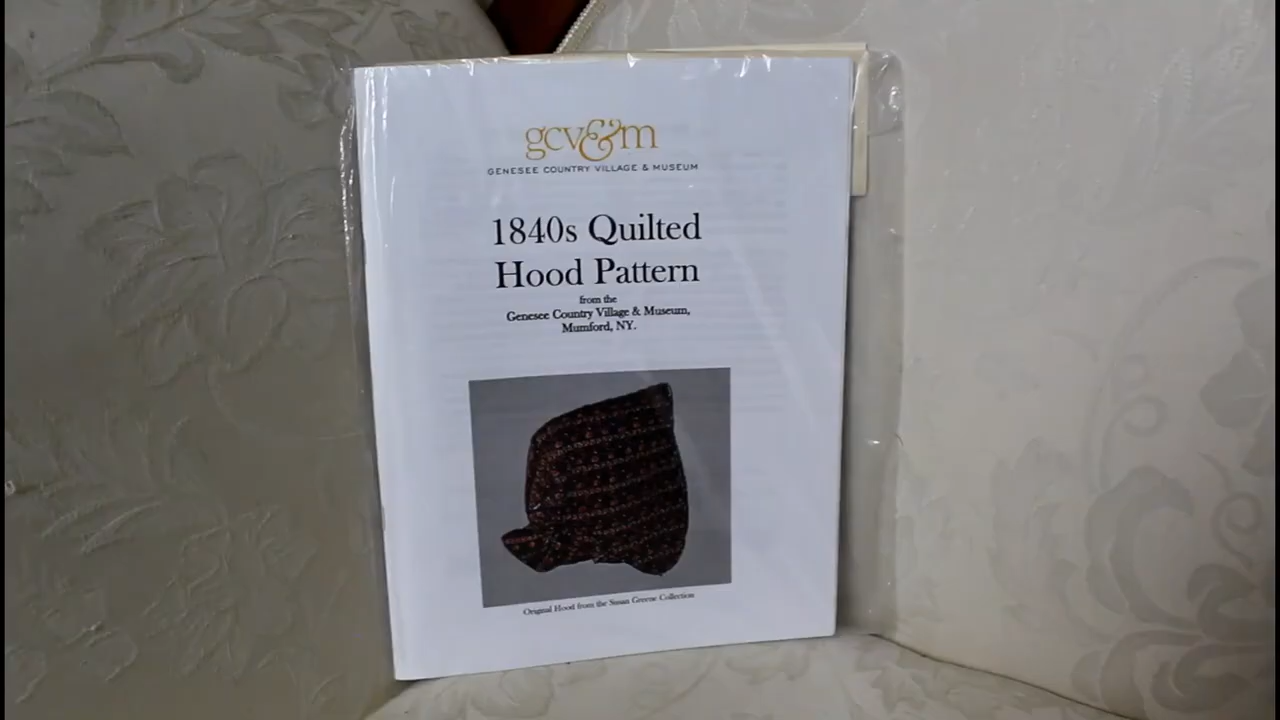 gcv&m
GENESEE COUNTRY VILLAGE & MUSEUM
1840s Quilted
Hood Pattern
from the
Genesee Country Village & Museum,
Mumford, NY.
Original Hood from the Susan Greene Collection